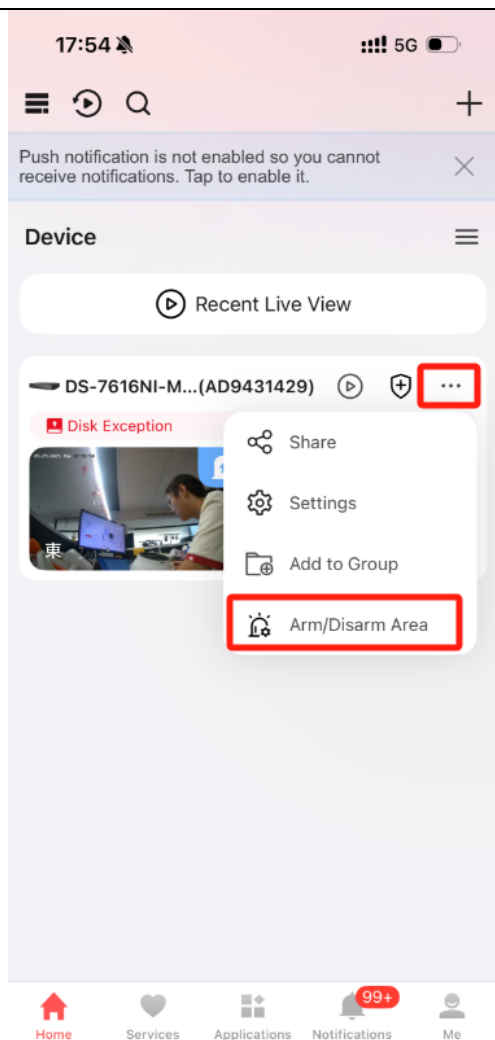 17:54
5G
Push notification is not enabled so you cannot
receive notifications. Tap to enable it.
Device
Recent Live View
DS-7616NI-M...(AD9431429)
Disk Exception
東
Share
Settings
Add to Group
Arm/Disarm Area
99+
Home
Services
Applications
Notifications
Me